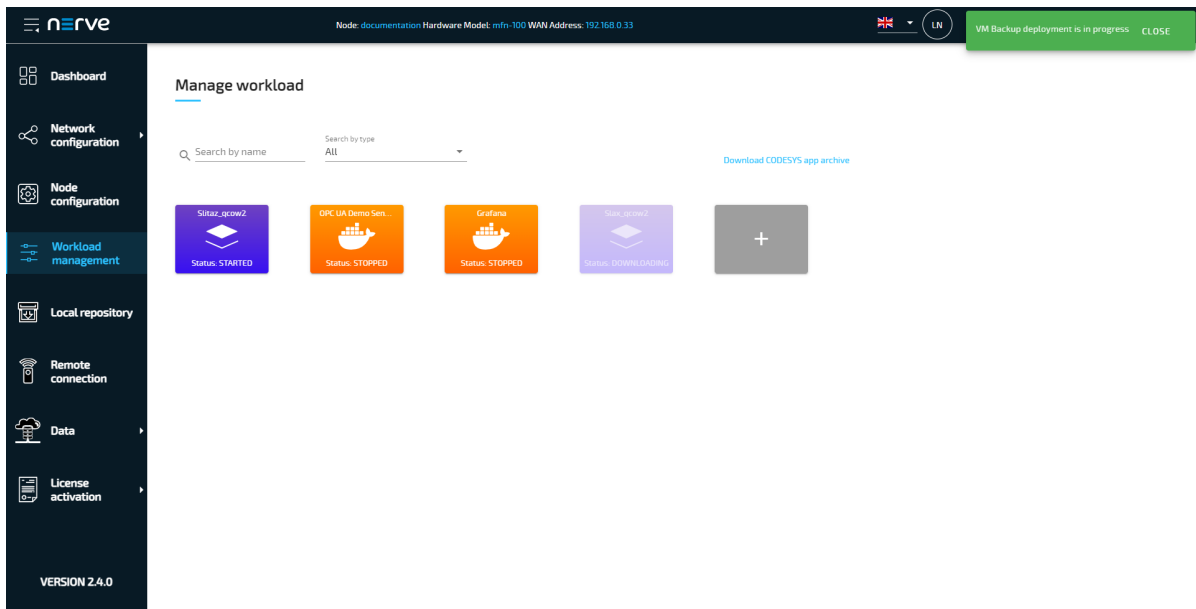 nerve
Node: documentation Hardware Model: mfn-100 WAN Address: 192.168.0.33
LN
VM Backup deployment is in progress CLOSE
Dashboard
Network
configuration
Node
configuration
Workload
management
Local repository
Remote
connection
Data
License
activation
VERSION 2.4.0
Manage workload
Search by name
Search by type
All
Download CODESYS app archive
Slitaz_qcow2
Status: STARTED
OPC UA Demo Sen...
Status: STOPPED
Grafana
Status: STOPPED
Slax_qcow2
Status: DOWNLOADING
+